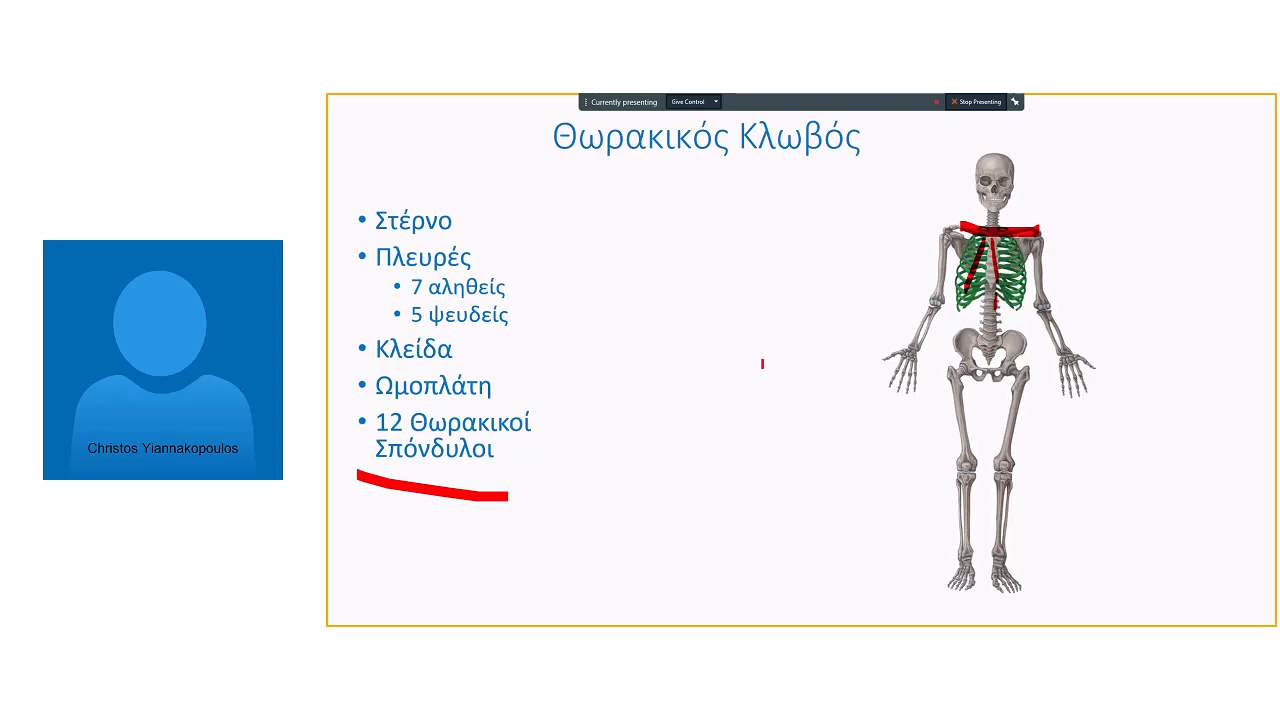 Currently presenting Give Control Stop Presenting
Θωρακικός Κλωβός
• Στέρνο
• Πλευρές
• 7 αληθείς
• 5 ψευδείς
• Κλείδα
• Ωμοπλάτη
• 12 Θωρακικοί
Σπόνδυλοι
Christos Yiannakopoulos